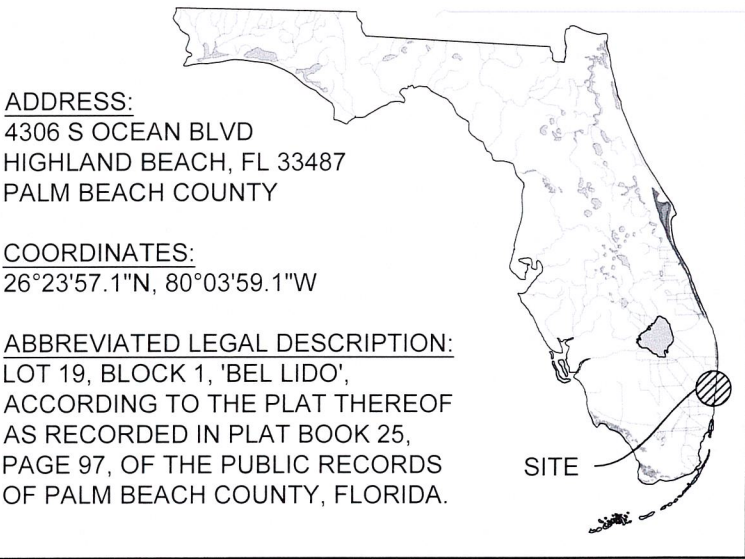 ADDRESS:
4306 S OCEAN BLVD
HIGHLAND BEACH, FL 33487
PALM BEACH COUNTY
COORDINATES:
26°23'57.1"N, 80°03'59.1"W
ABBREVIATED LEGAL DESCRIPTION:
LOT 19, BLOCK 1, 'BEL LIDO',
ACCORDING TO THE PLAT THEREOF
AS RECORDED IN PLAT BOOK 25,
PAGE 97, OF THE PUBLIC RECORDS
OF PALM BEACH COUNTY, FLORIDA.
SITE